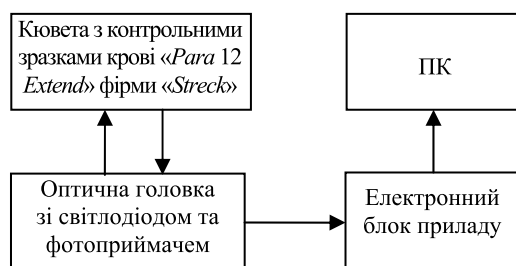 Кювета з контрольними
зразками крові «Para 12
Extend» фірми «Streck»
ПК
Оптична головка
зі світлодіодом та
фотоприймачем
Електронний
блок приладу